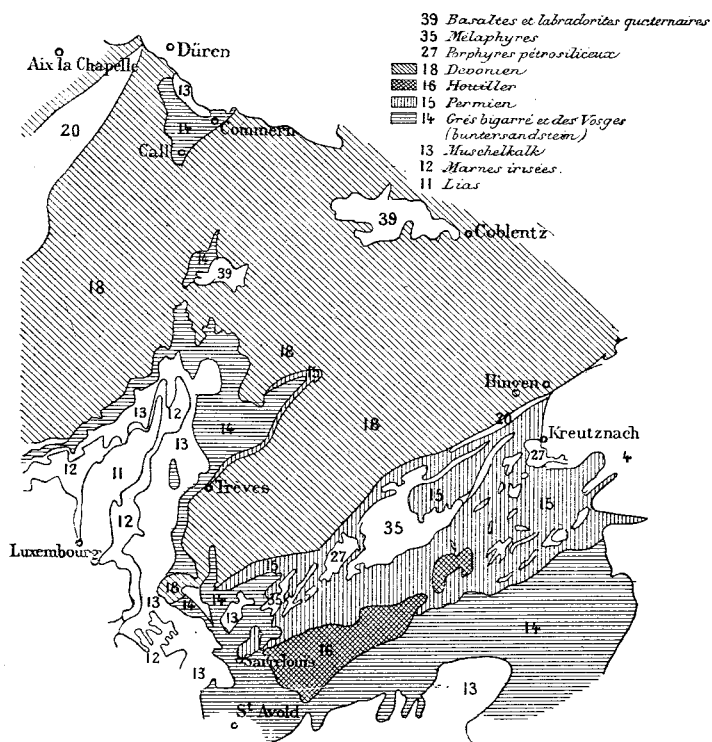 39 Basaltes et labradorites quaternaires
35 Mélaphyres
27 Porphyres pétrosiliceux
18 Devonien
16 Houiller
15 Permien
14 Grés bigarré et des Vosges
(buntersandstein)
13 Muschelkalk
12 Marnes irisées.
11 Lias
Düren
Aix la Chapelle
13
20
14
Commern
Call
39
Coblentz
14
39
18
18
15
Bingen
13
12
20
18
14
13
Kreutznach
27
4
12
11
15
15
Trêves
35
12
Luxembourg
27
15
18
14
14
35
13
13
14
12
16
Sarrelouis
13
13
St Avold